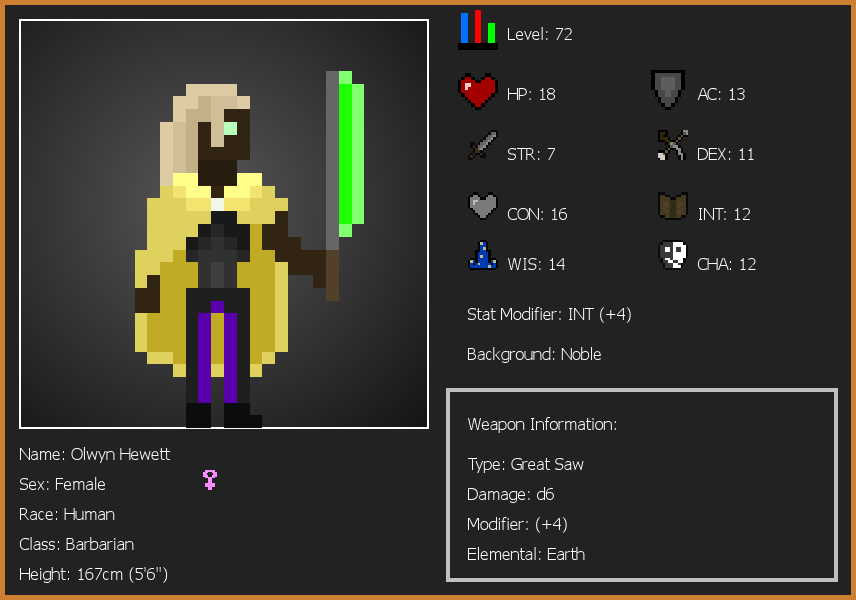 Level: 72
HP: 18
AC: 13
STR: 7
DEX: 11
CON: 16
INT: 12
WIS: 14
CHA: 12
Stat Modifier: INT (+4)
Background: Noble
Weapon Information:
Type: Great Saw
Damage: d6
Modifier: (+4)
Elemental: Earth
Name: Olwyn Hewett
Sex: Female
Race: Human
Class: Barbarian
Height: 167cm (5'6")